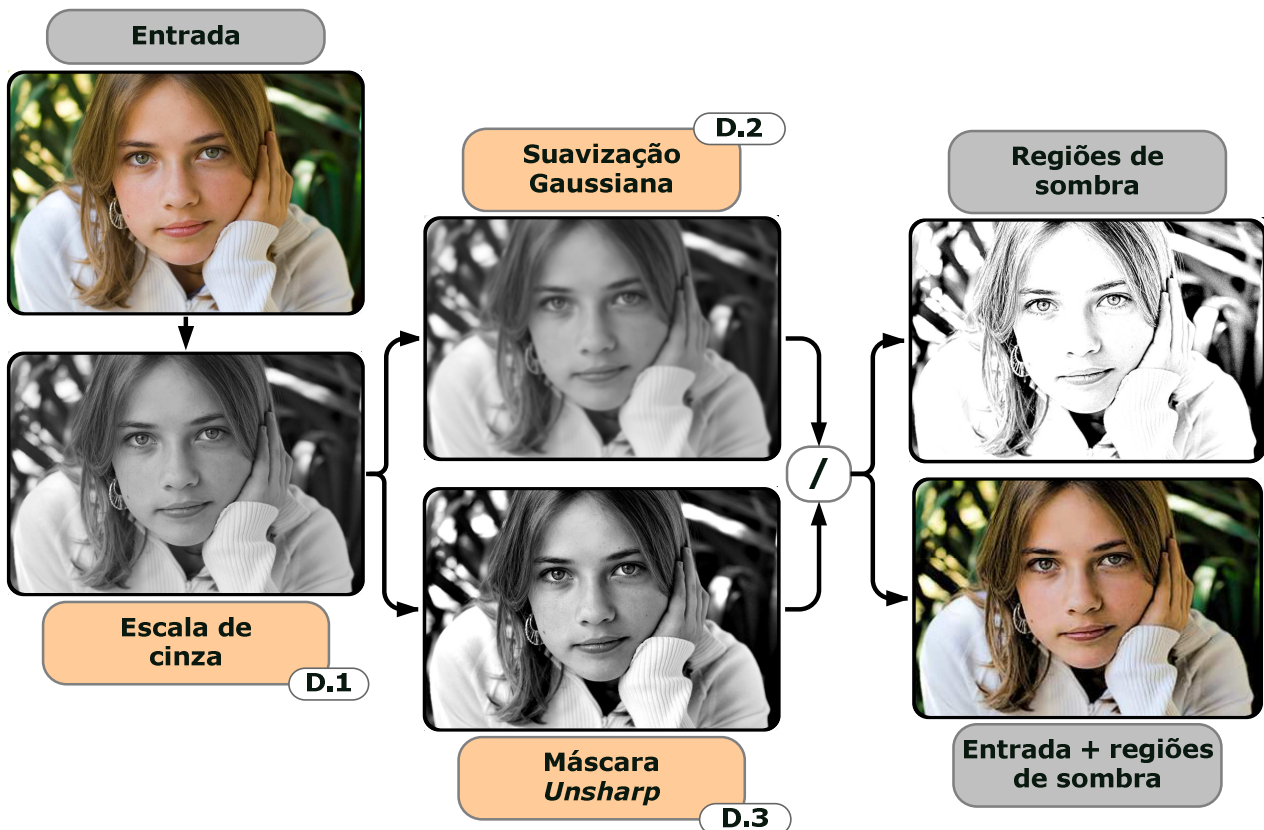 Entrada
D.2
Suavização
Gaussiana
Regiões de
sombra
/
Escala de
cinza
D.1
Máscara
Unsharp
D.3
Entrada + regiões
de sombra